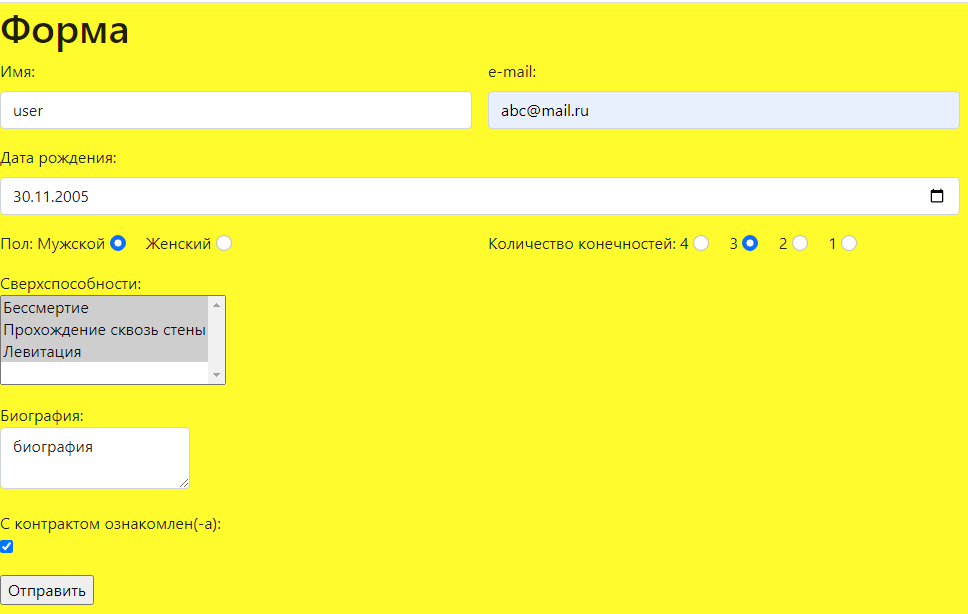 Форма
Имя: e-mail:
user abc@mail.ru
Дата рождения:
30.11.2005
Пол: Мужской Женский Количество конечностей: 4 3 2 1
Сверхспособности:
Бессмертие
Прохождение сквозь стены
Левитация
Биография:
биография
С контрактом ознакомлен(-а):
Отправить